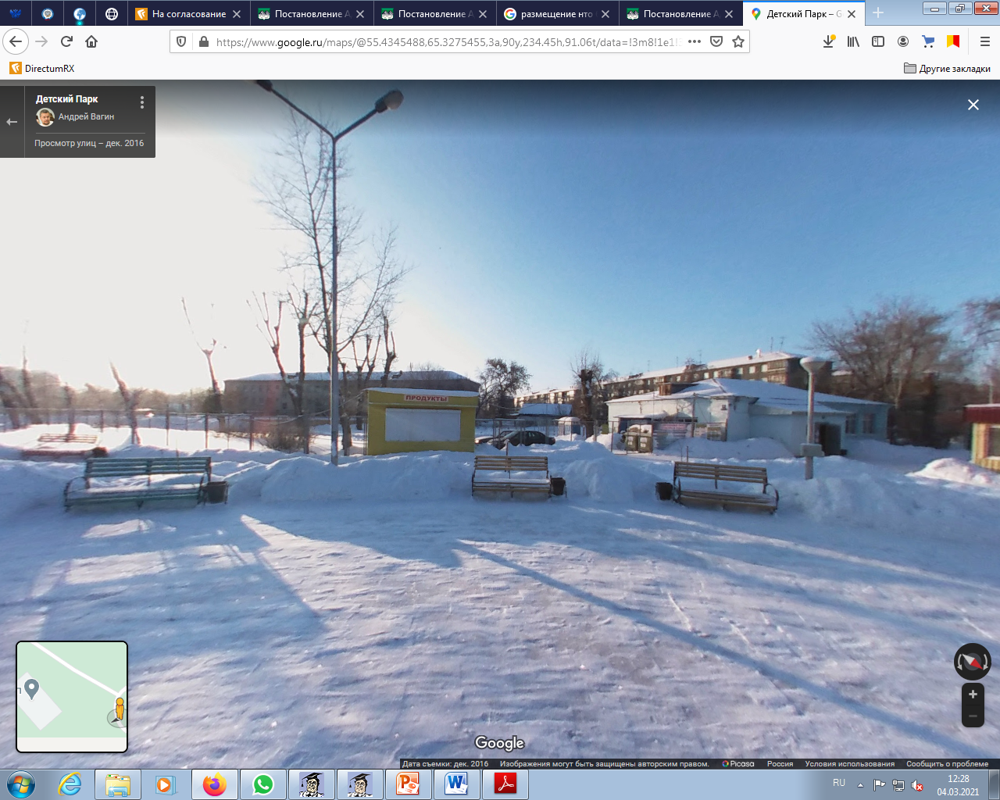 На согласование
Постановление А
Постановление А
размещение нто
Постановление А
Детский Парк – G
https://www.google.ru/maps/@55.4345488,65.3275455,3a,90y,234.45h,91.06t/data=!3m8!1e1!
DirectumRX
Другие закладки
Детский Парк
Андрей Вагин
Просмотр улиц – дек. 2016
ПРОДУКТЫ
Google
Дата съемки: дек. 2016 Изображения могут быть защищены авторским правом. Picasa Россия Условия использования Сообщить о проблеме
RU
12:28
04.03.2021